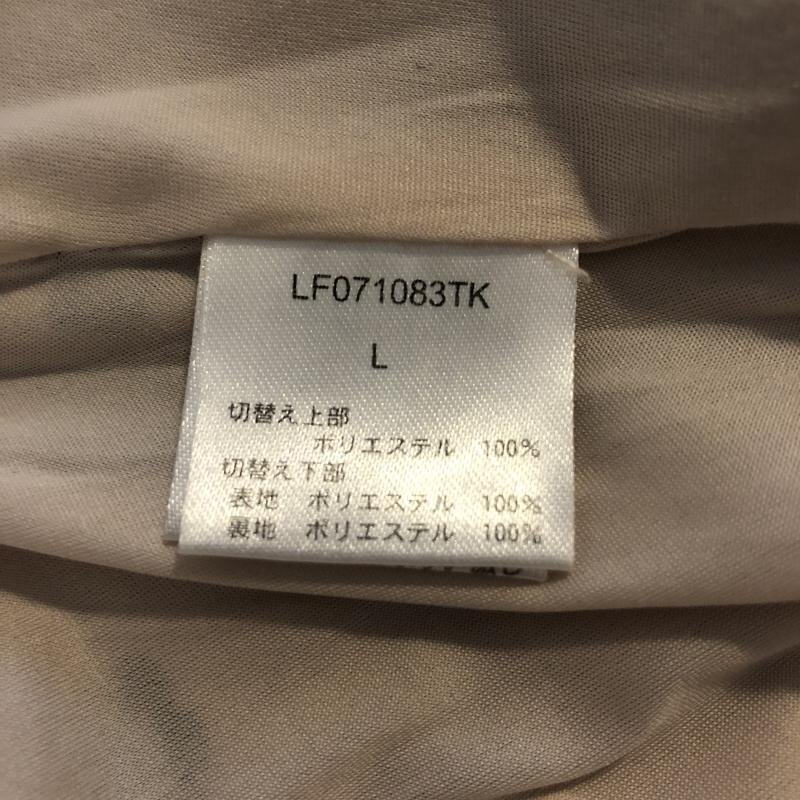 LF071083TK
L
切替え上部
ポリエステル 100%
切替え下部
表地 ポリエステル 100%
裏地 ポリエステル 100%